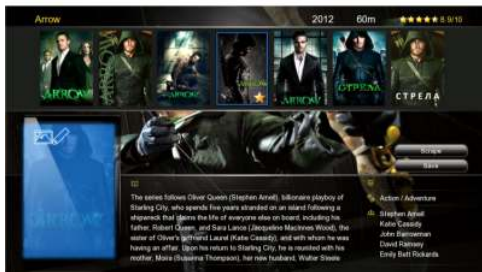 Arrow 2012 60m 8.9/10
ARROW
ARROW
ARROW
ARROW
СТРЕЛА
СТРЕЛА
Scrape
Save
The series follows Oliver Queen (Stephen Amell), billionaire playboy of
Starling City, who spends five years stranded on an island following a
shipwreck that claims the life of everyone else on board, including his
father, Robert Queen, and Sara Lance (Jacqueline MacInnes Wood), the
sister of Oliver's girlfriend Laurel (Katie Cassidy), and with whom he was
having an affair. Upon his return to Starling City, he is reunited with his
mother, Moira (Susanna Thompson), her new husband, Walter Steele
Action / Adventure
Stephen Amell
Katie Cassidy
John Barrowman
David Ramsey
Emily Bett Rickards
ARROW